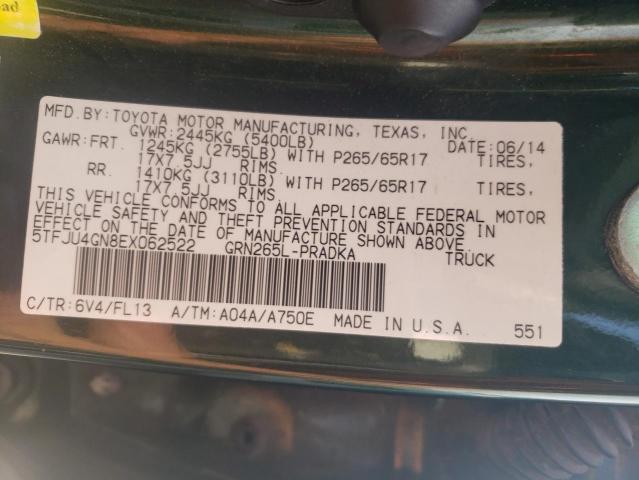 ad
MFD.BY:TOYOTA MOTOR MANUFACTURING, TEXAS, INC.
GVWR:2445KG (5400LB) DATE:06/14
GAWR:FRT. 1245KG (2755LB) WITH P265/65R17 TIRES,
17X7.5JJ RIMS.
RR. 1410KG (3110LB) WITH P265/65R17 TIRES,
17X7.5JJ RIMS.
THIS VEHICLE CONFORMS TO ALL APPLICABLE FEDERAL MOTOR
VEHICLE SAFETY AND THEFT PREVENTION STANDARDS IN
EFFECT ON DATE OF MANUFACTURE SHOWN ABOVE.
5TFJU4GN8EX062522 GRN265L-PRADKA TRUCK
C/TR:6V4/FL13 A/TM:A04A/A750E MADE IN U.S.A. 551